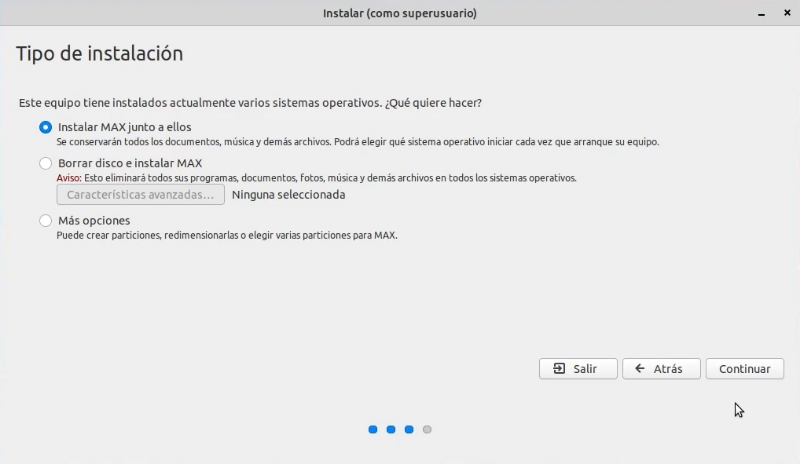 Instalar (como superusuario)
Tipo de instalación
Este equipo tiene instalados actualmente varios sistemas operativos. ¿Qué quiere hacer?
Instalar MAX junto a ellos
Se conservarán todos los documentos, música y demás archivos. Podrá elegir qué sistema operativo iniciar cada vez que arranque su equipo.
Borrar disco e instalar MAX
Aviso: Esto eliminará todos sus programas, documentos, fotos, música y demás archivos en todos los sistemas operativos.
Características avanzadas... Ninguna seleccionada
Más opciones
Puede crear particiones, redimensionarlas o elegir varias particiones para MAX.
Salir Atrás Continuar